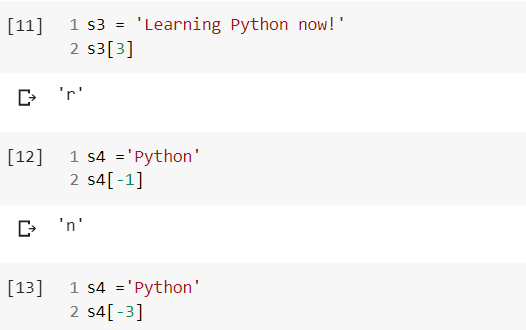 [11] 1 s3 = 'Learning Python now!'
2 s3[3]
'r'
[12] 1 s4 ='Python'
2 s4[-1]
'n'
[13] 1 s4 ='Python'
2 s4[-3]